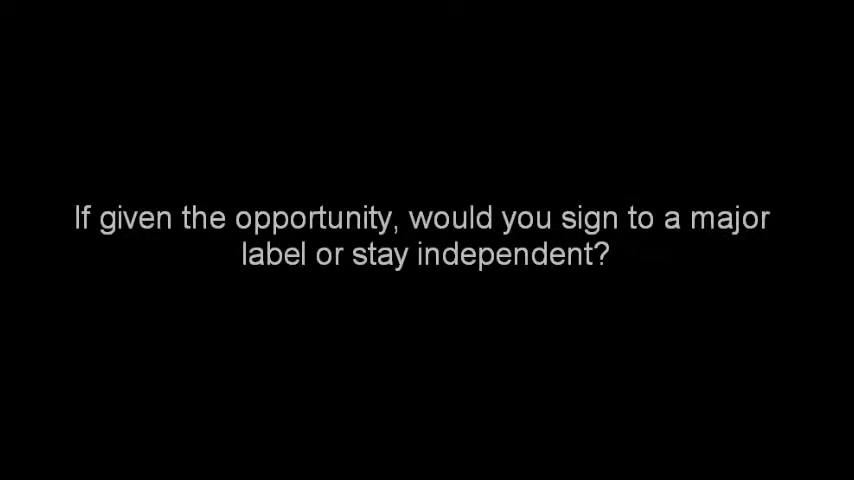 If given the opportunity, would you sign to a major
label or stay independent?